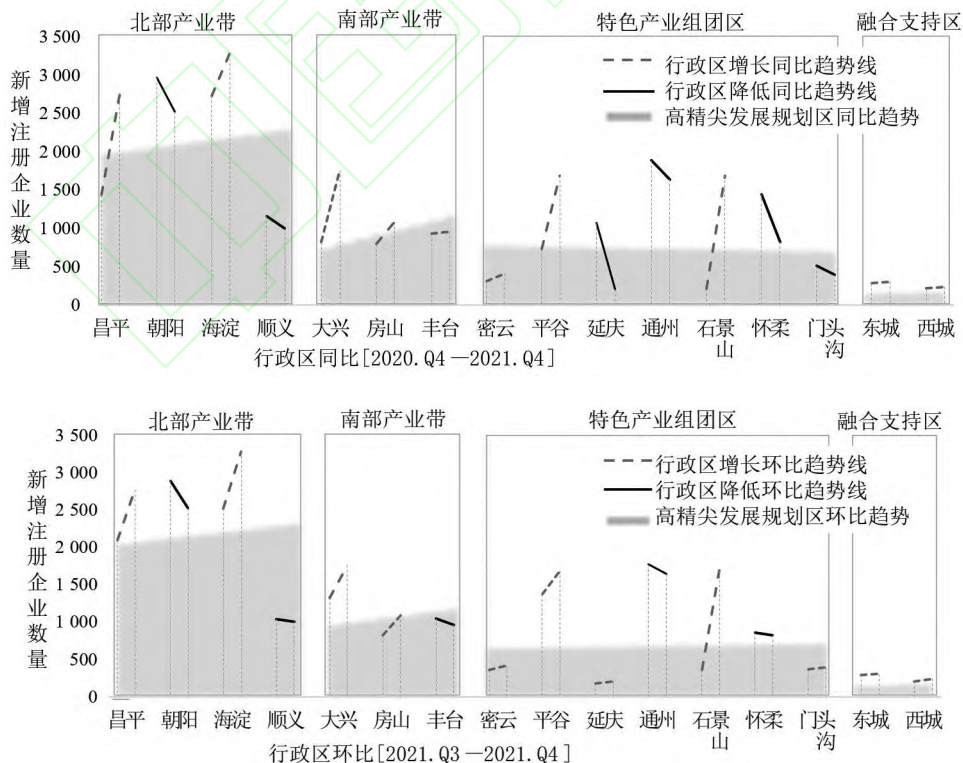 北部产业带 南部产业带 特色产业组团区 融合支持区
新增注册企业数量
3 500
3 000
2 500
2 000
1 500
1 000
500
0
行政区增长同比趋势线
行政区降低同比趋势线
高精尖发展规划区同比趋势
昌平 朝阳 海淀 顺义 大兴 房山 丰台 密云 平谷 延庆 通州 石景山 怀柔 门头沟 东城 西城
行政区同比[2020.Q4—2021.Q4]
北部产业带 南部产业带 特色产业组团区 融合支持区
新增注册企业数量
3 500
3 000
2 500
2 000
1 500
1 000
500
0
行政区增长环比趋势线
行政区降低环比趋势线
高精尖发展规划区环比趋势
昌平 朝阳 海淀 顺义 大兴 房山 丰台 密云 平谷 延庆 通州 石景山 怀柔 门头沟 东城 西城
行政区环比[2021.Q3—2021.Q4]